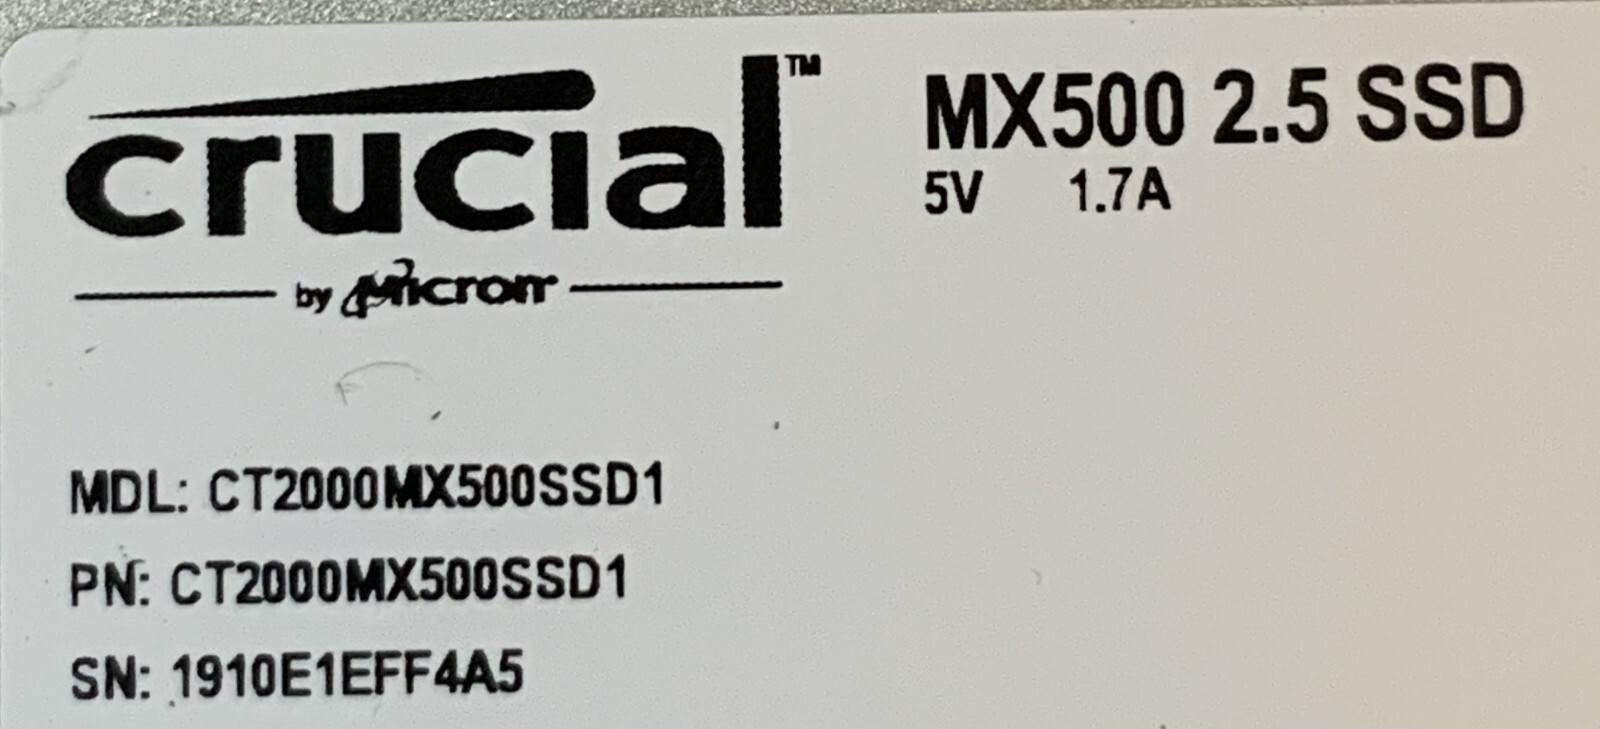 crucial™
by Micron
MX500 2.5 SSD
5V 1.7A
MDL: CT2000MX500SSD1
PN: CT2000MX500SSD1
SN: 1910E1EFF4A5